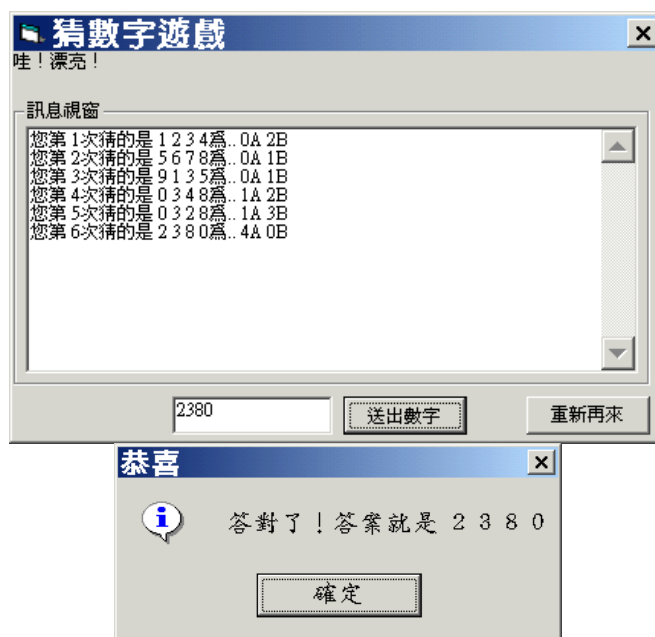 猜數字遊戲
哇！漂亮！
訊息視窗
您第 1次猜的是 1 2 3 4爲.. 0A 2B
您第 2次猜的是 5 6 7 8爲.. 0A 1B
您第 3次猜的是 9 1 3 5爲.. 0A 1B
您第 4次猜的是 0 3 4 8爲.. 1A 2B
您第 5次猜的是 0 3 2 8爲.. 1A 3B
您第 6次猜的是 2 3 8 0爲.. 4A 0B
2380 送出數字 重新再來
恭喜
答對了！答案就是 2 3 8 0
確定